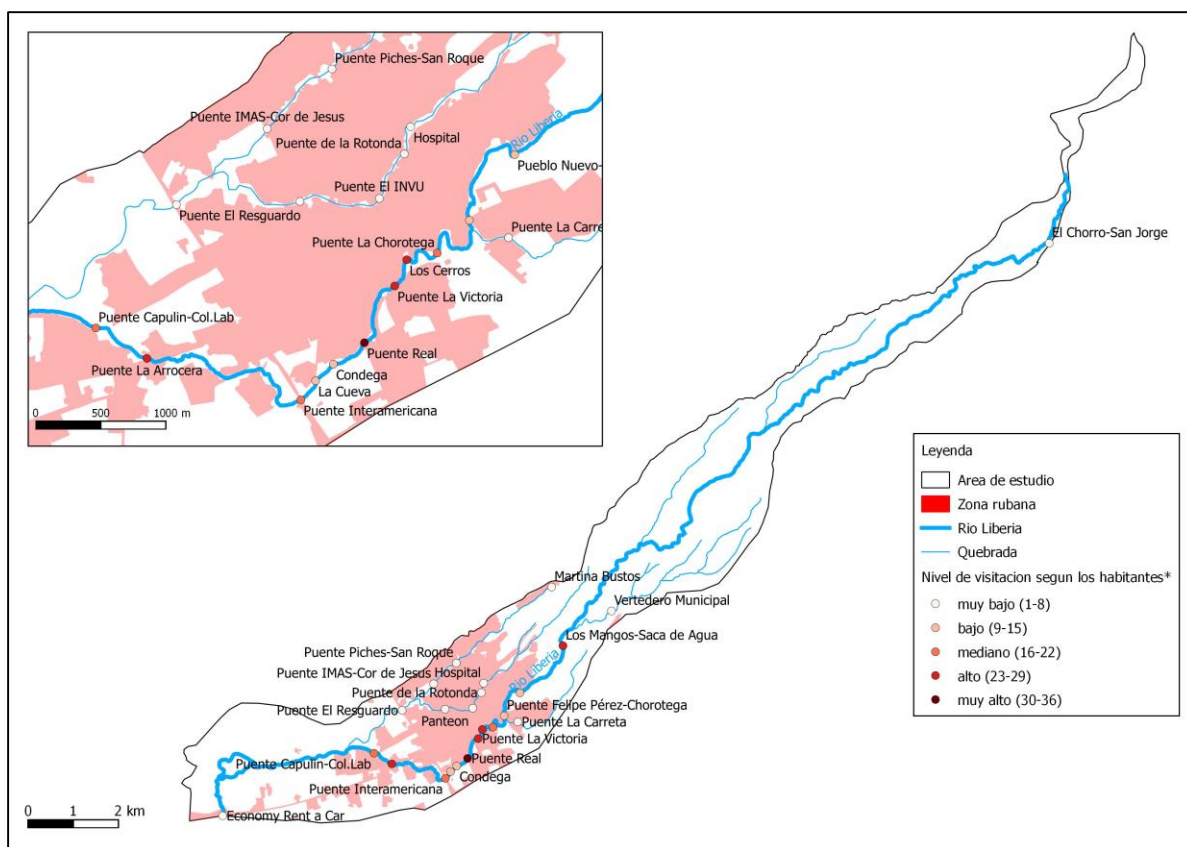 Puente Piches-San Roque
Puente IMAS-Cor de Jesus
Puente de la Rotonda
Hospital
Rio Liberia
Pueblo Nuevo-
Puente El INVU
Puente El Resguardo
Puente La Carre
Puente La Chorotega
Los Cerros
Puente La Victoria
Puente Capulin-Col.Lab
Puente Real
Puente La Arrocera
Condega
La Cueva
Puente Interamericana
0 500 1000 m
El Chorro-San Jorge
Leyenda
Area de estudio
Zona rubana
Rio Liberia
Quebrada
Nivel de visitacion segun los habitantes*
muy bajo (1-8)
bajo (9-15)
mediano (16-22)
alto (23-29)
muy alto (30-36)
Martina Bustos
Vertedero Municipal
Los Mangos-Saca de Agua
Puente Piches-San Roque
Rio Liberia
Puente IMAS-Cor de Jesus
Hospital
Puente de la Rotonda
Puente El Resguardo
Puente Felipe Pérez-Chorotega
Panteon
Puente La Carreta
Puente La Victoria
Puente Real
Puente Capulin-Col.Lab
Condega
Puente Interamericana
Economy Rent a Car
0 1 2 km